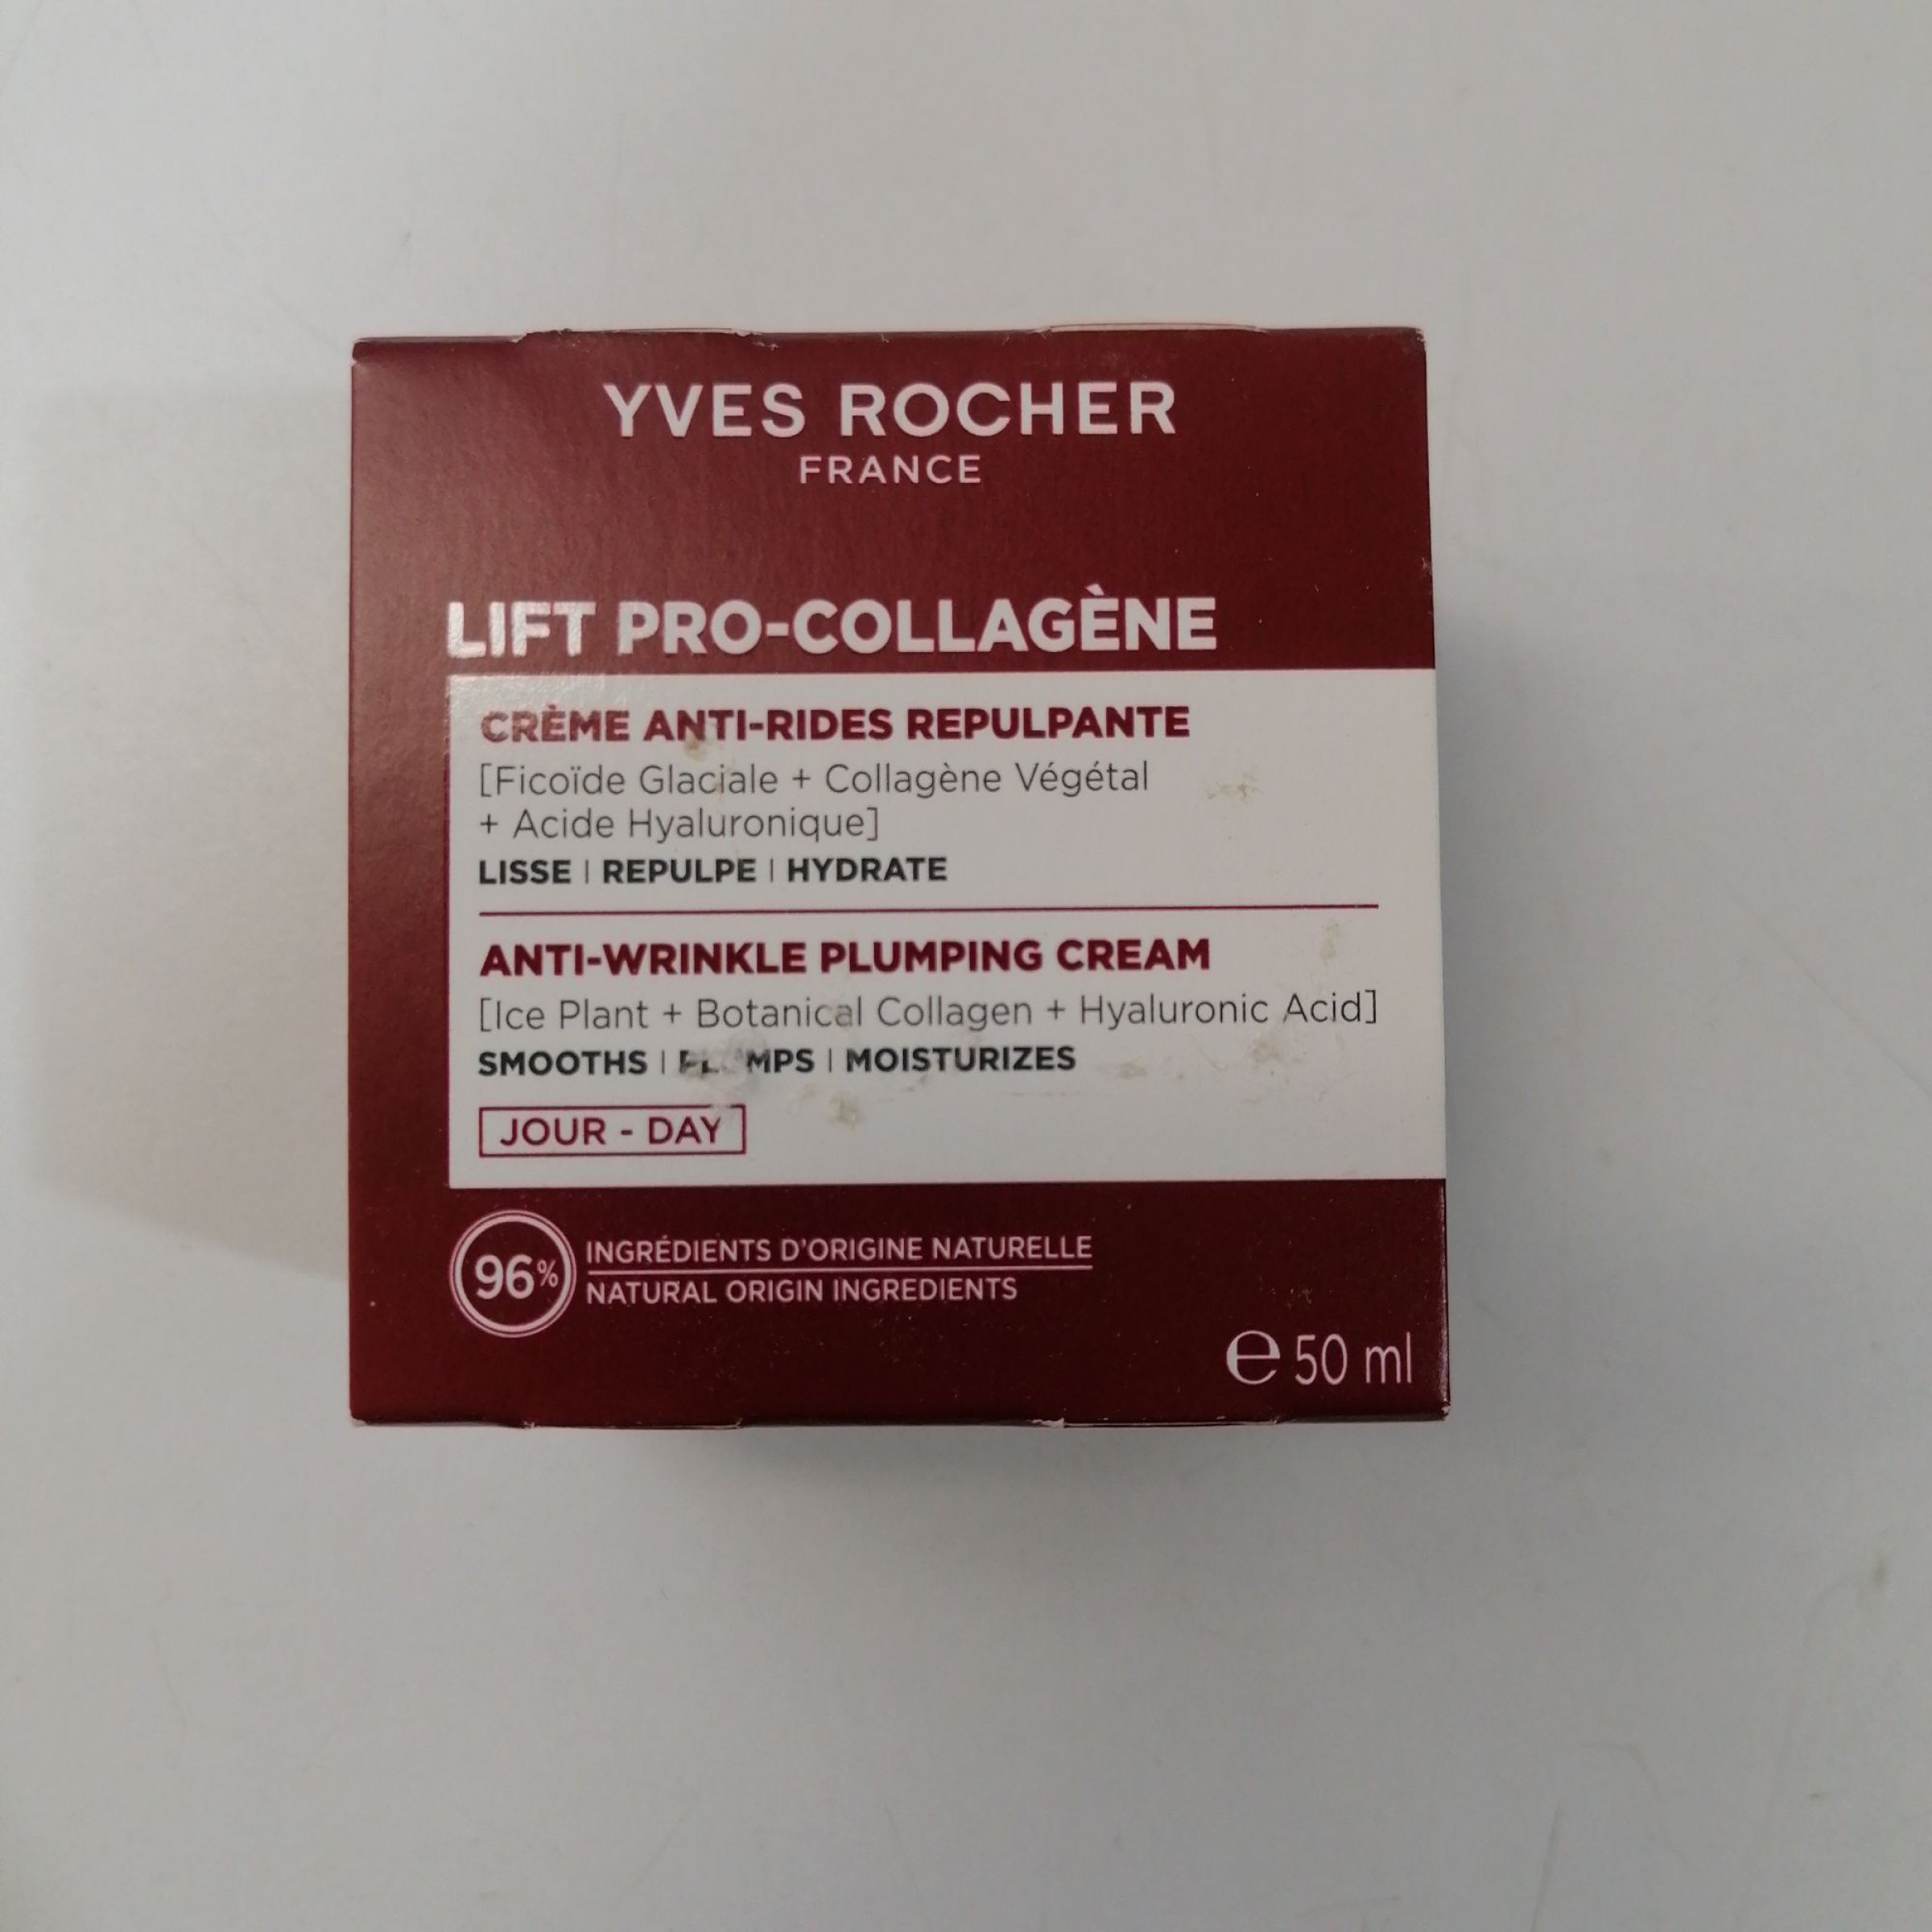 YVES ROCHER
FRANCE
LIFT PRO-COLLAGÈNE
CRÈME ANTI-RIDES REPULPANTE
[Ficoïde Glaciale + Collagène Végétal
+ Acide Hyaluronique]
LISSE | REPULPE | HYDRATE
ANTI-WRINKLE PLUMPING CREAM
[Ice Plant + Botanical Collagen + Hyaluronic Acid]
SMOOTHS | PLUMPS | MOISTURIZES
JOUR - DAY
96% INGRÉDIENTS D'ORIGINE NATURELLE
NATURAL ORIGIN INGREDIENTS
e 50 ml